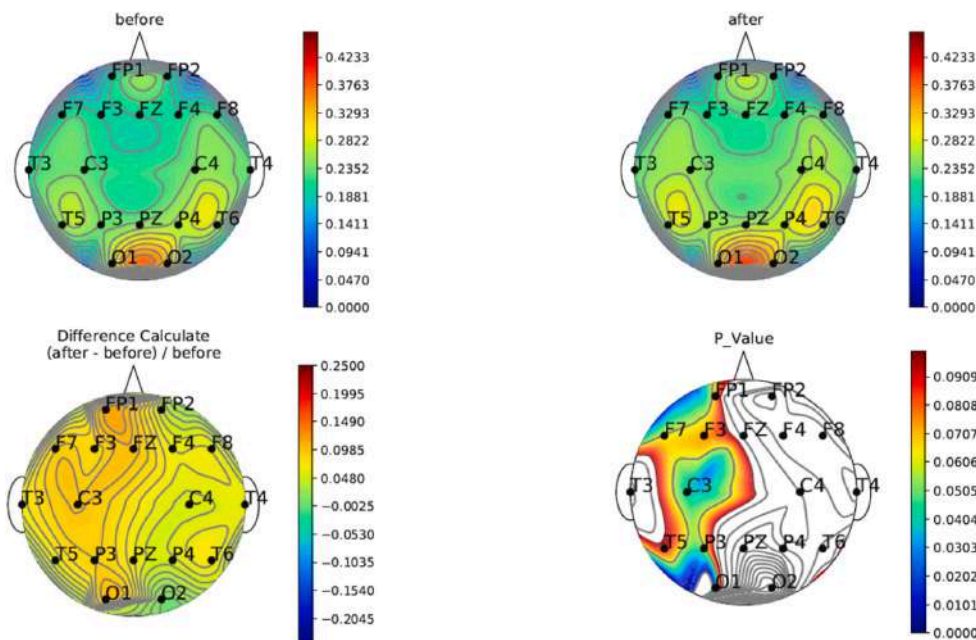 before
FP1 FP2
F7 F3 FZ F4 F8
T3 C3 C4 T4
T5 P3 PZ P4 T6
O1 O2
0.4233
0.3763
0.3292
0.2822
0.2352
0.1881
0.1411
0.0941
0.0470
0.0000
after
FP1 FP2
F7 F3 FZ F4 F8
T3 C3 C4 T4
T5 P3 PZ P4 T6
O1 O2
0.4233
0.3763
0.3292
0.2822
0.2352
0.1881
0.1411
0.0941
0.0470
0.0000
Difference Calculate
(after - before) / before
FP1 FP2
F7 F3 FZ F4 F8
T3 C3 C4 T4
T5 P3 PZ P4 T6
O1 O2
0.2500
0.1995
0.1490
0.0985
0.0480
−0.0025
−0.0530
−0.1035
−0.1540
−0.2045
P_Value
FP1 FP2
F7 F3 FZ F4 F8
T3 C3 C4 T4
T5 P3 PZ P4 T6
O1 O2
0.0909
0.0808
0.0707
0.0606
0.0505
0.0404
0.0303
0.0202
0.0101
0.0000